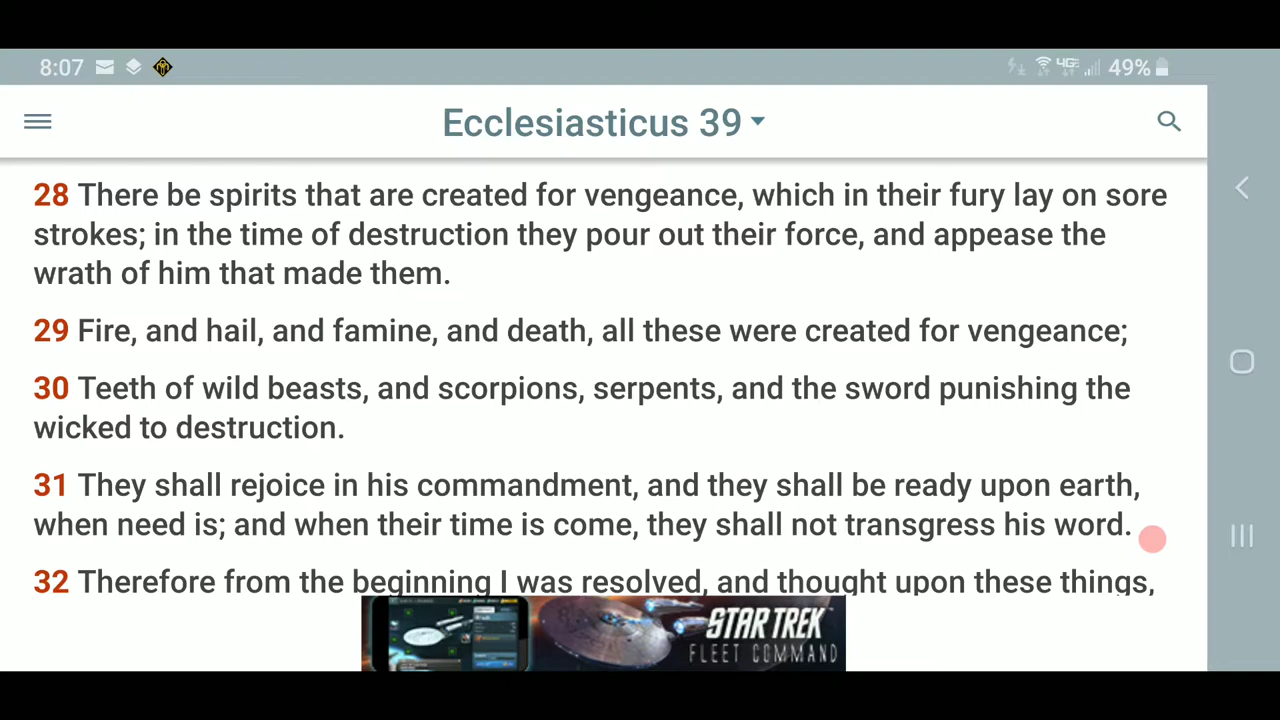 8:07
4GE
49%
Ecclesiasticus 39
28 There be spirits that are created for vengeance, which in their fury lay on sore
strokes; in the time of destruction they pour out their force, and appease the
wrath of him that made them.
29 Fire, and hail, and famine, and death, all these were created for vengeance;
30 Teeth of wild beasts, and scorpions, serpents, and the sword punishing the
wicked to destruction.
31 They shall rejoice in his commandment, and they shall be ready upon earth,
when need is; and when their time is come, they shall not transgress his word.
32 Therefore from the beginning I was resolved, and thought upon these things,
STAR TREK
FLEET COMMAND